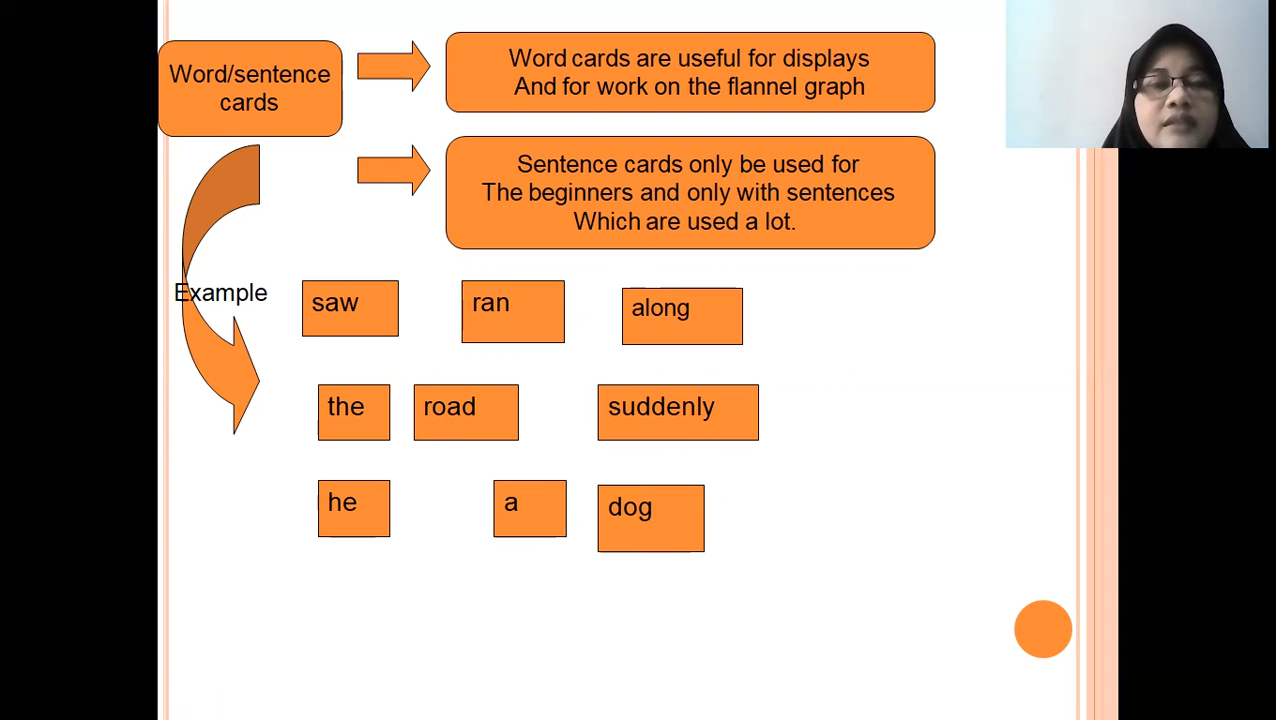 Word/sentence
cards
Word cards are useful for displays
And for work on the flannel graph
Sentence cards only be used for
The beginners and only with sentences
Which are used a lot.
Example
saw
ran
along
the
road
suddenly
he
a
dog